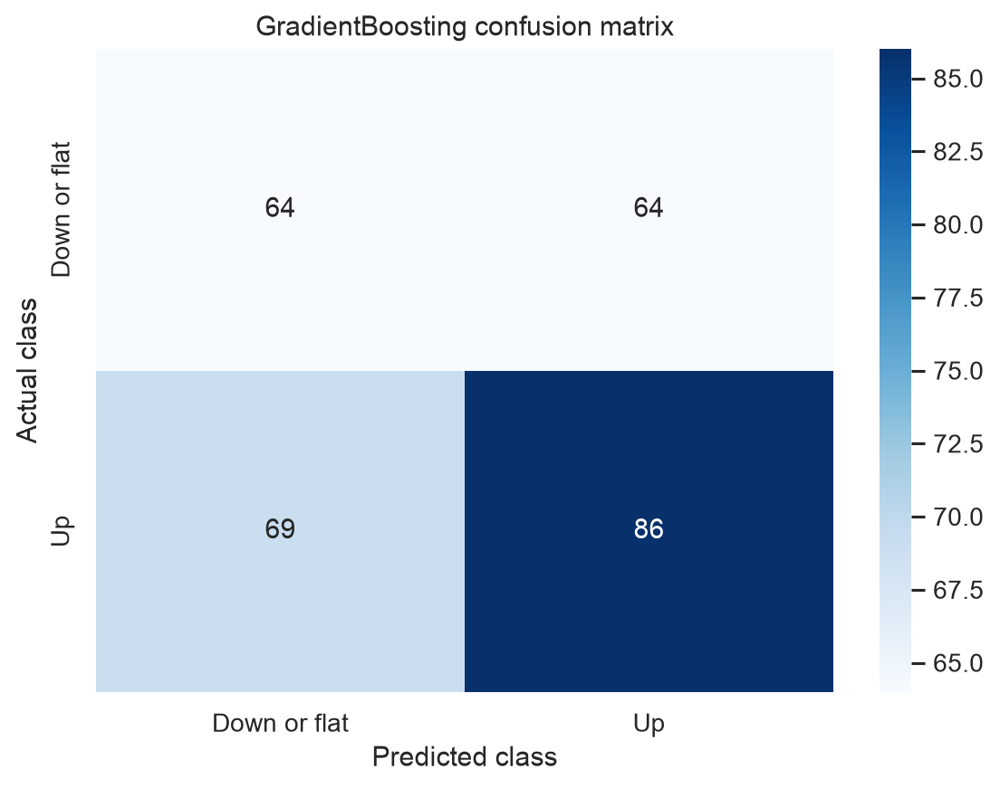 GradientBoosting confusion matrix
Actual class
Down or flat
Up
64
64
69
86
Down or flat
Up
Predicted class
85.0
82.5
80.0
77.5
75.0
72.5
70.0
67.5
65.0